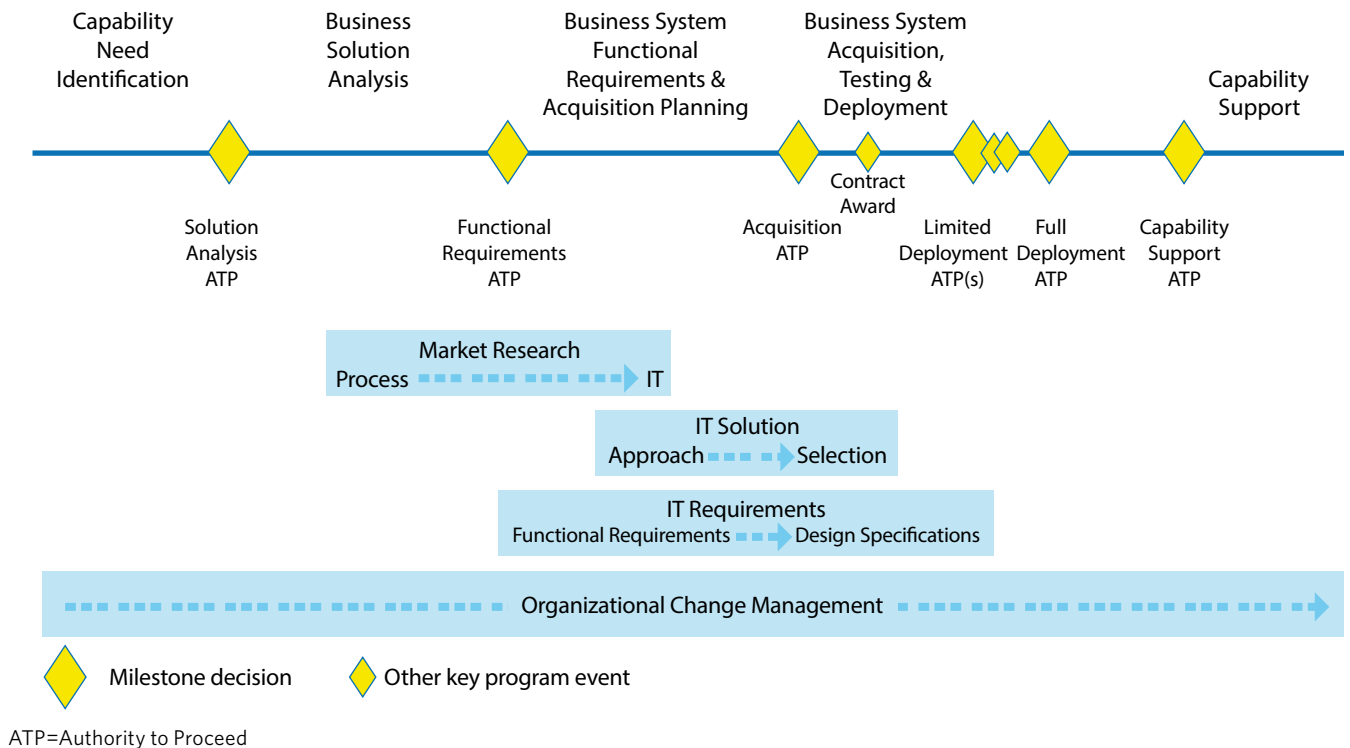 Capability
Need
Identification
Business
Solution
Analysis
Business System
Functional
Requirements &
Acquisition Planning
Business System
Acquisition,
Testing &
Deployment
Capability
Support
Solution
Analysis
ATP
Functional
Requirements
ATP
Acquisition
ATP
Contract
Award
Limited
Deployment
ATP(s)
Full
Deployment
ATP
Capability
Support
ATP
Market Research
Process IT
IT Solution
Approach Selection
IT Requirements
Functional Requirements Design Specifications
Organizational Change Management
Milestone decision
Other key program event
ATP=Authority to Proceed